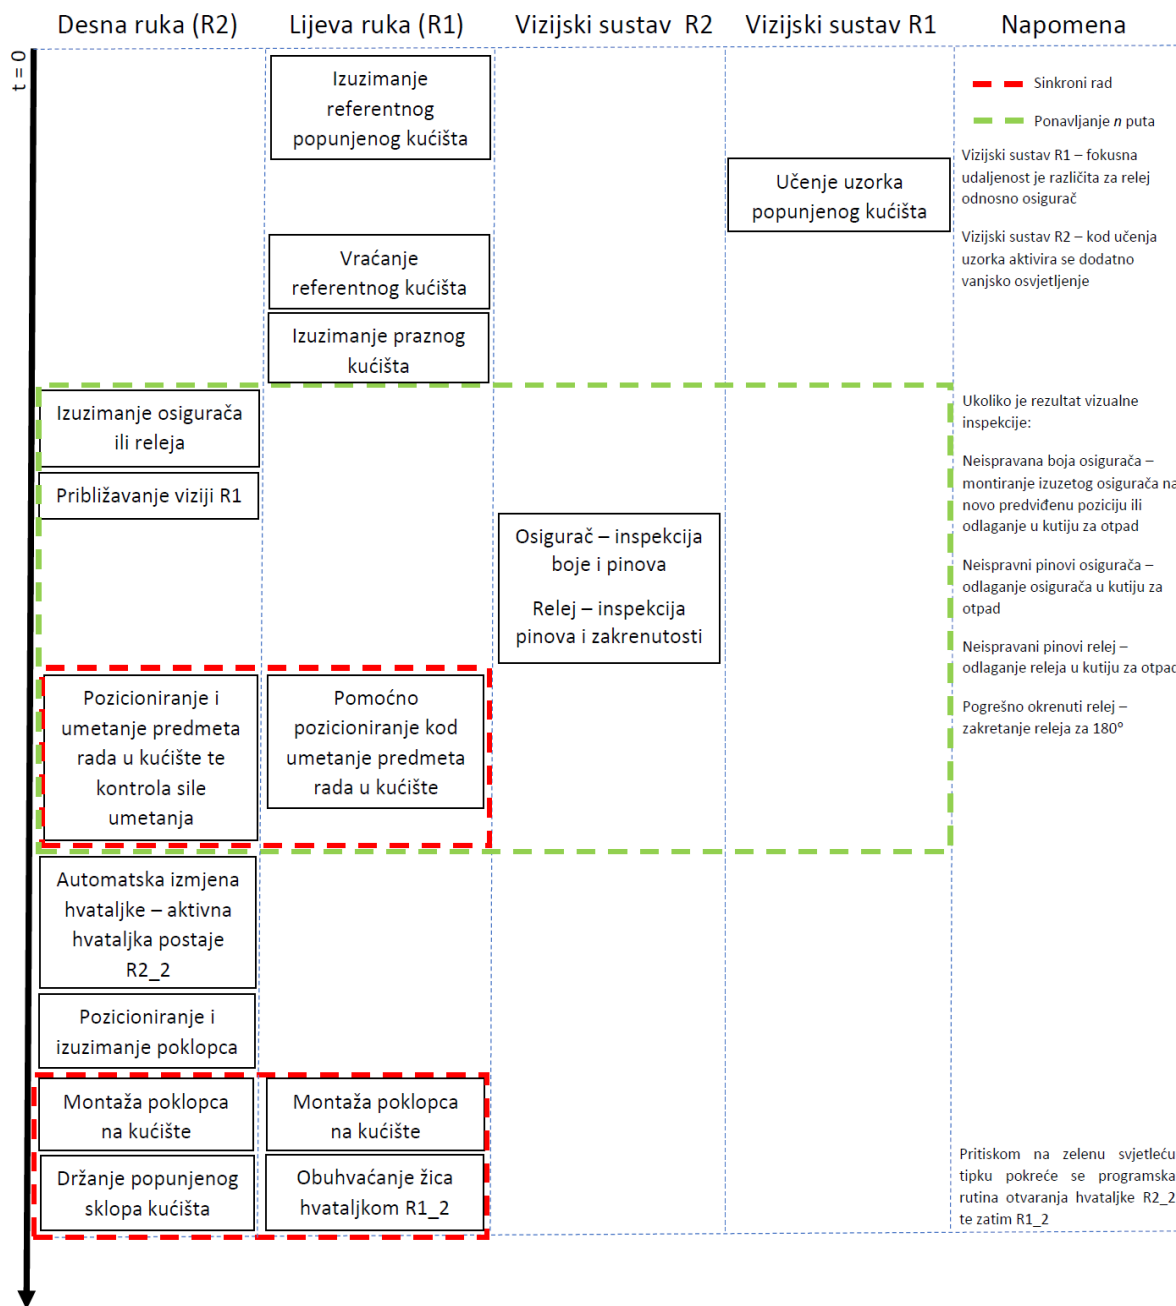 Desna ruka (R2)
Lijeva ruka (R1)
Vizijski sustav R2
Vizijski sustav R1
Napomena
t = 0
Izuzimanje
referentnog
popunjenog kućišta
Sinkroni rad
Ponavljanje n puta
Učenje uzorka
popunjenog kućišta
Vizijski sustav R1 – fokusna
udaljenost je različita za relej
odnosno osigurač
Vraćanje
referentnog kućišta
Vizijski sustav R2 – kod učenja
uzorka aktivira se dodatno
vanjsko osvjetljenje
Izuzimanje praznog
kućišta
Izuzimanje osigurača
ili releja
Približavanje viziji R1
Osigurač – inspekcija
boje i pinova
Relej – inspekcija
pinova i zakrenutosti
Ukoliko je rezultat vizualne
inspekcije:
Neispravana boja osigurača –
montiranje izuzetog osigurača na
novo predviđenu poziciju ili
odlaganje u kutiju za otpad
Neispravni pinovi osigurača –
odlaganje osigurača u kutiju za
otpad
Neispravani pinovi relej –
odlaganje releja u kutiju za otpad
Pogrešno okrenuti relej –
zakretanje releja za 180°
Pozicioniranje i
umetanje predmeta
rada u kućište te
kontrola sile
umetanja
Pomoćno
pozicioniranje kod
umetanje predmeta
rada u kućište
Automatska izmjena
hvataljke – aktivna
hvataljka postaje
R2_2
Pozicioniranje i
izuzimanje poklopca
Montaža poklopca
na kućište
Montaža poklopca
na kućište
Držanje popunjenog
sklopa kućišta
Obuhvaćanje žica
hvataljkom R1_2
Pritiskom na zelenu svjetleću
tipku pokreće se programska
rutina otvaranja hvataljke R2_2
te zatim R1_2